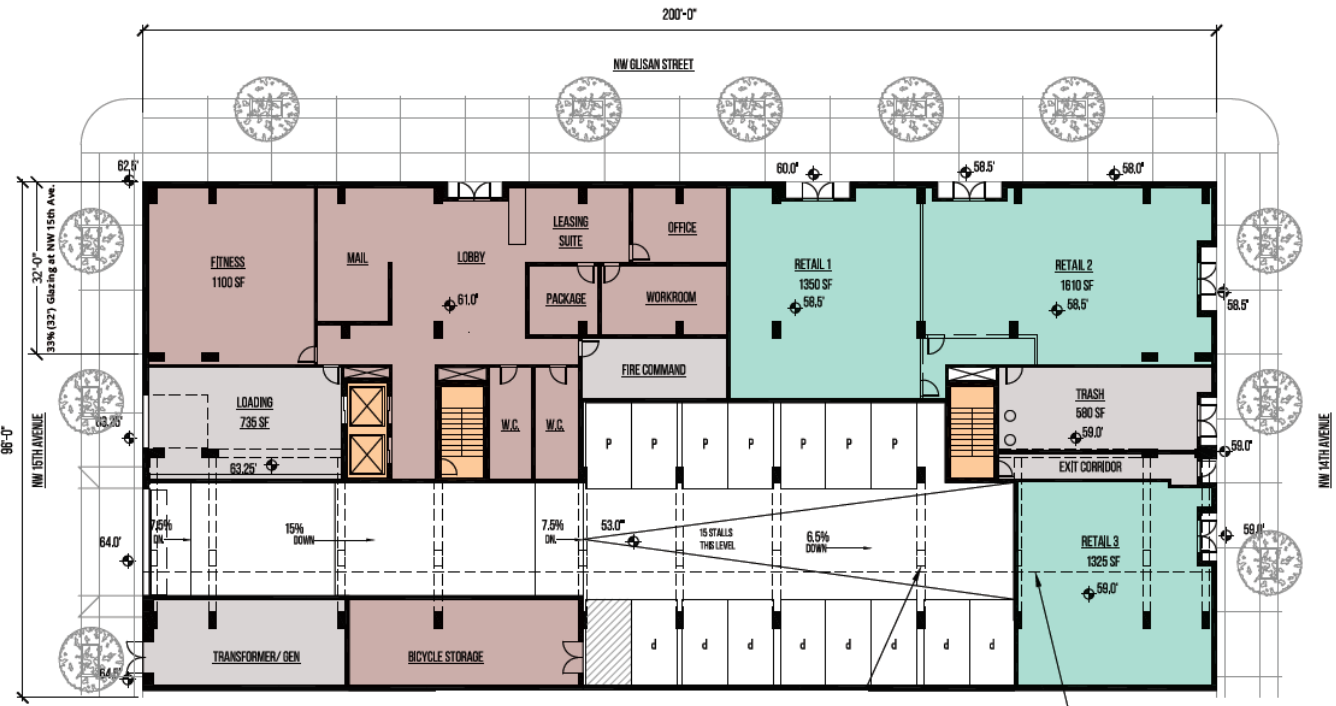 200'-0"
NW GLISAN STREET
62.5'
60.0"
58.5'
58.0"
32'-0"
33% (32') Glazing at NW 15th Ave.
FITNESS
1100 SF
MAIL
LOBBY
61.0'
LEASING
SUITE
OFFICE
PACKAGE
WORKROOM
RETAIL 1
1350 SF
58.5'
RETAIL 2
1610 SF
58.5'
58.5'
FIRE COMMAND
96'-0"
NW 15TH AVENUE
LOADING
735 SF
63.25'
63.25'
W.C.
W.C.
P P P P P P P
TRASH
580 SF
59.0'
59.0'
EXIT CORRIDOR
NW 14TH AVENUE
64.0'
7.5%
DN.
15%
DOWN
7.5%
DN.
53.0"
15 STALLS
THIS LEVEL
6.5%
DOWN
RETAIL 3
1325 SF
59.0'
59.0'
64.5'
TRANSFORMER/ GEN
BICYCLE STORAGE
d d d d d d d d